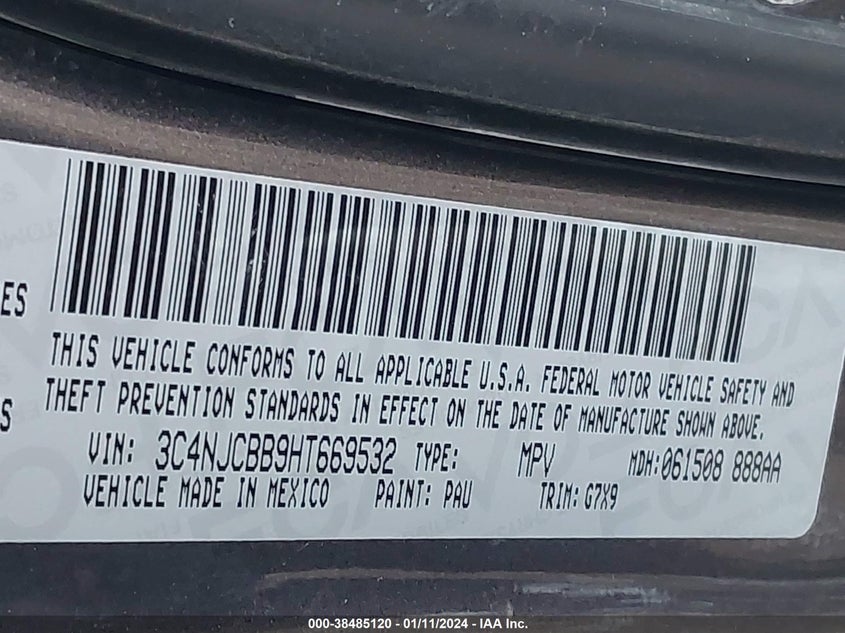 ES
THIS VEHICLE CONFORMS TO ALL APPLICABLE U.S.A. FEDERAL MOTOR VEHICLE SAFETY AND
S THEFT PREVENTION STANDARDS IN EFFECT ON THE DATE OF MANUFACTURE SHOWN ABOVE.
VIN: 3C4NJCBB9HT669532 TYPE: MPV MDH:061508 888AA
VEHICLE MADE IN MEXICO PAINT: PAU TRIM: G7X9
000-38485120 - 01/11/2024 - IAA Inc.